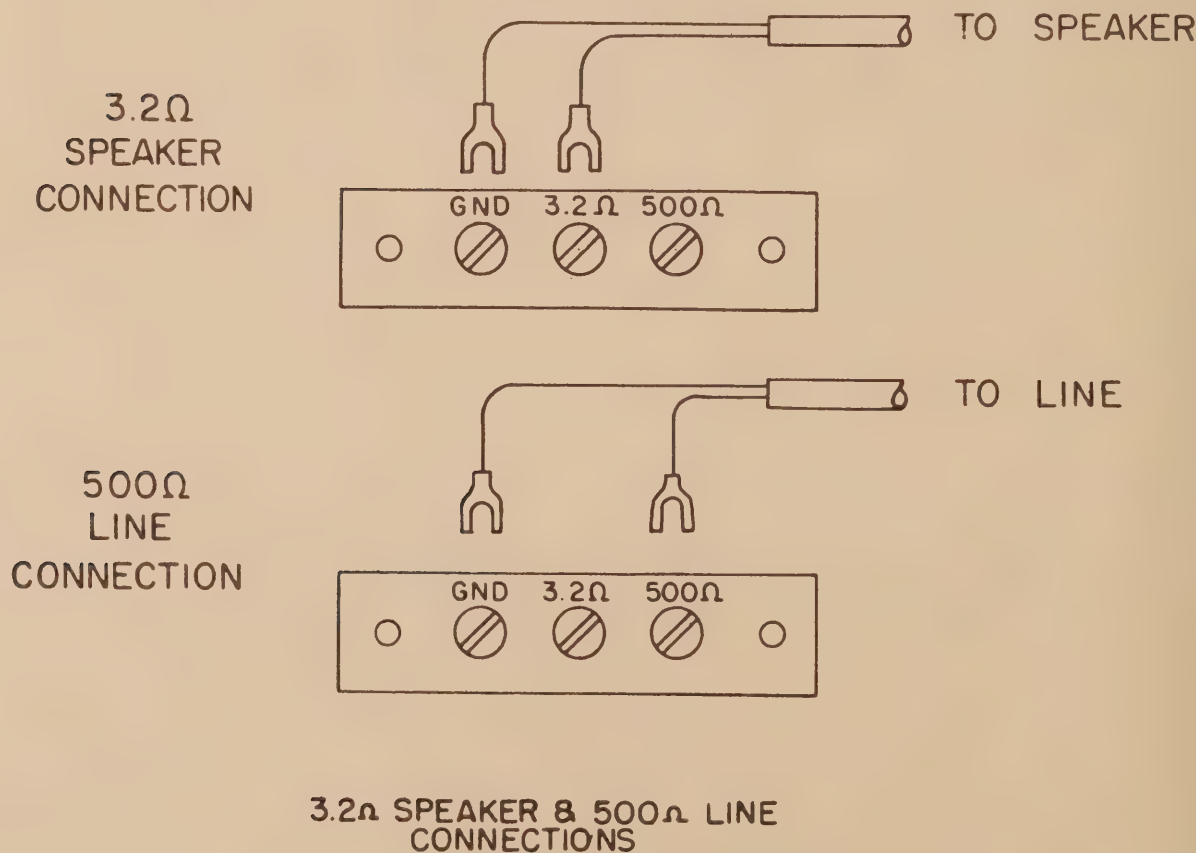 TO SPEAKER
3.2Ω
SPEAKER
CONNECTION
GND 3.2Ω 500Ω
TO LINE
500Ω
LINE
CONNECTION
GND 3.2Ω 500Ω
3.2Ω SPEAKER & 500Ω LINE
CONNECTIONS